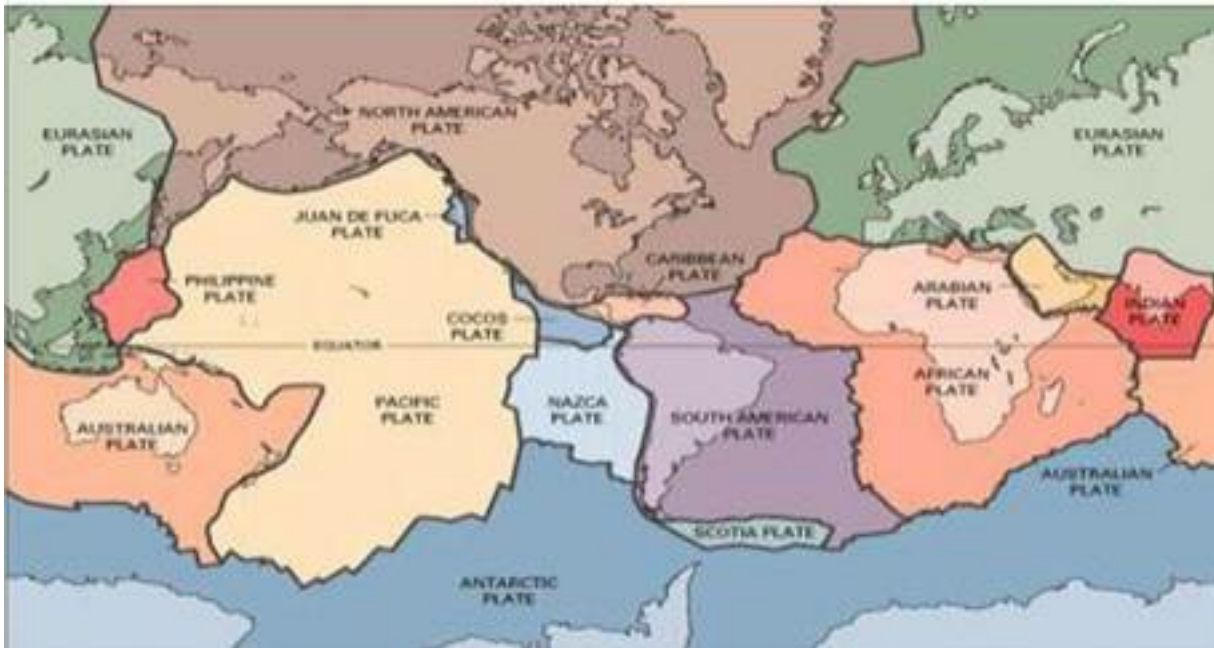 NORTH AMERICAN
PLATE
EURASIAN
PLATE
EURASIAN
PLATE
JUAN DE FUCA
PLATE
CARIBBEAN
PLATE
PHILIPPINE
PLATE
ARABIAN
PLATE
INDIAN
PLATE
COCOS
PLATE
EQUATOR
AFRICAN
PLATE
PACIFIC
PLATE
NAZCA
PLATE
SOUTH AMERICAN
PLATE
AUSTRALIAN
PLATE
AUSTRALIAN
PLATE
SCOTIA PLATE
ANTARCTIC
PLATE